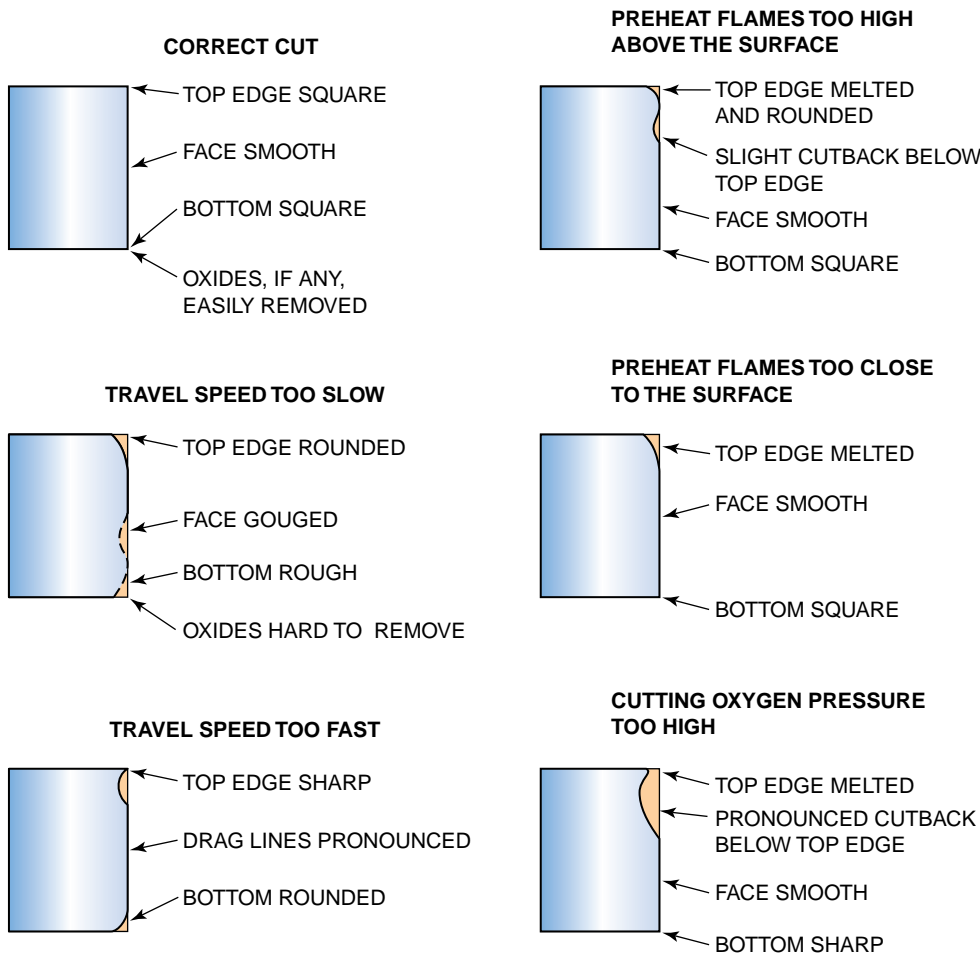 CORRECT CUT
TOP EDGE SQUARE
FACE SMOOTH
BOTTOM SQUARE
OXIDES, IF ANY,
EASILY REMOVED
PREHEAT FLAMES TOO HIGH
ABOVE THE SURFACE
TOP EDGE MELTED
AND ROUNDED
SLIGHT CUTBACK BELOW
TOP EDGE
FACE SMOOTH
BOTTOM SQUARE
TRAVEL SPEED TOO SLOW
TOP EDGE ROUNDED
FACE GOUGED
BOTTOM ROUGH
OXIDES HARD TO REMOVE
PREHEAT FLAMES TOO CLOSE
TO THE SURFACE
TOP EDGE MELTED
FACE SMOOTH
BOTTOM SQUARE
TRAVEL SPEED TOO FAST
TOP EDGE SHARP
DRAG LINES PRONOUNCED
BOTTOM ROUNDED
CUTTING OXYGEN PRESSURE
TOO HIGH
TOP EDGE MELTED
PRONOUNCED CUTBACK
BELOW TOP EDGE
FACE SMOOTH
BOTTOM SHARP